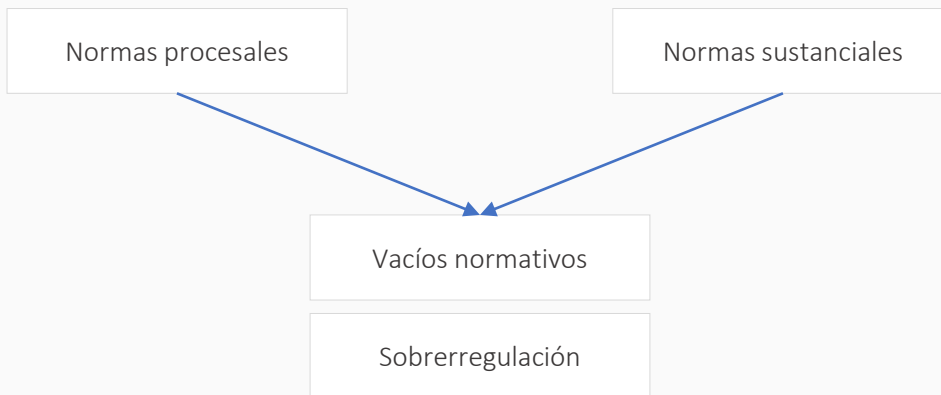 Normas procesales
Normas sustanciales
Vacíos normativos
Sobrerregulación